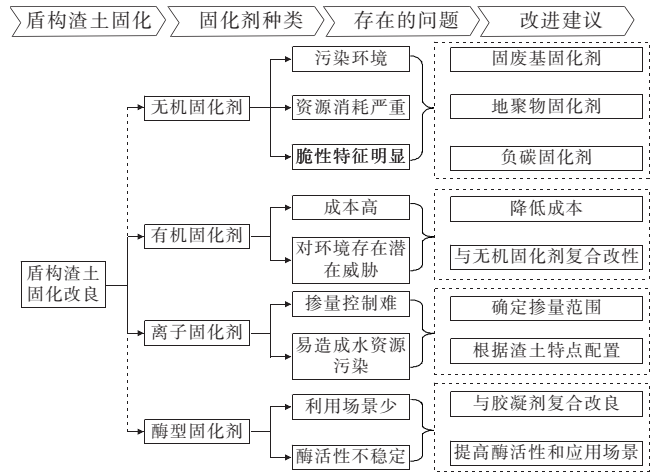 盾构渣土固化
固化剂种类
存在的问题
改进建议
盾构渣土
固化改良
无机固化剂
污染环境
资源消耗严重
脆性特征明显
固废基固化剂
地聚物固化剂
负碳固化剂
有机固化剂
成本高
对环境存在潜
在威胁
降低成本
与无机固化剂复合改性
离子固化剂
掺量控制难
易造成水资源
污染
确定掺量范围
根据渣土特点配置
酶型固化剂
利用场景少
酶活性不稳定
与胶凝剂复合改良
提高酶活性和应用场景